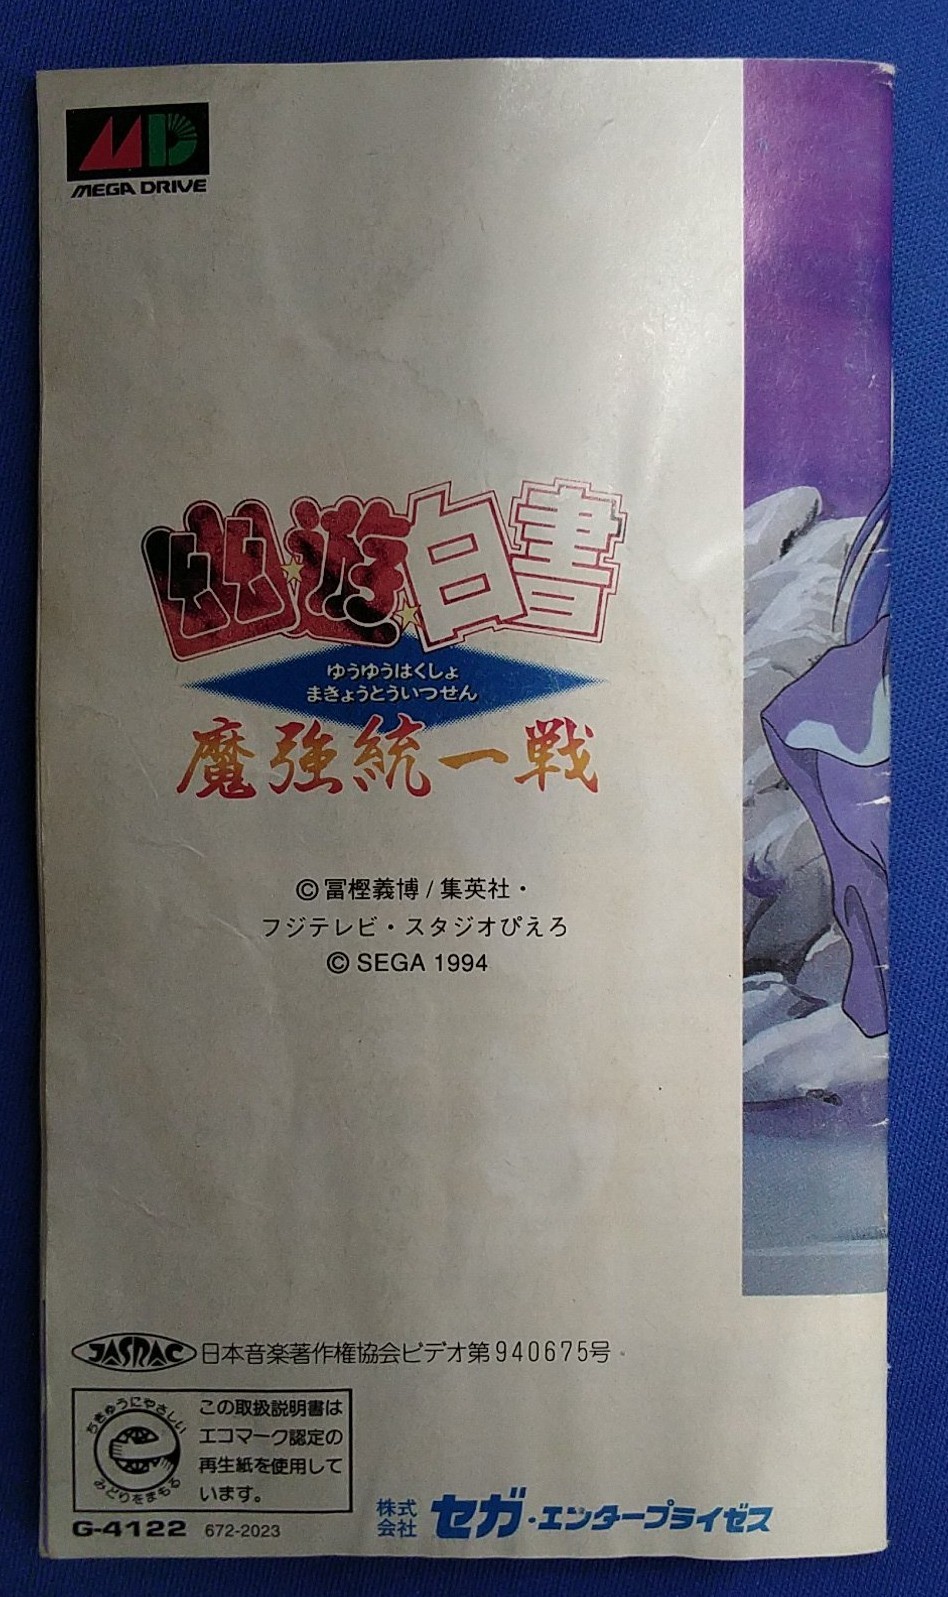 MEGA DRIVE
幽☆遊☆白書
ゆうゆうはくしょ
まきょうとういつせん
魔強統一戦
© 冨樫義博 / 集英社・
フジテレビ・スタジオぴえろ
© SEGA 1994
JASRAC 日本音楽著作権協会ビデオ第940675号
ちきゅうにやさしい
みどりをまもる
この取扱説明書は
エコマーク認定の
再生紙を使用して
います。
G-4122 672-2023
株式会社 セガ・エンタープライゼス